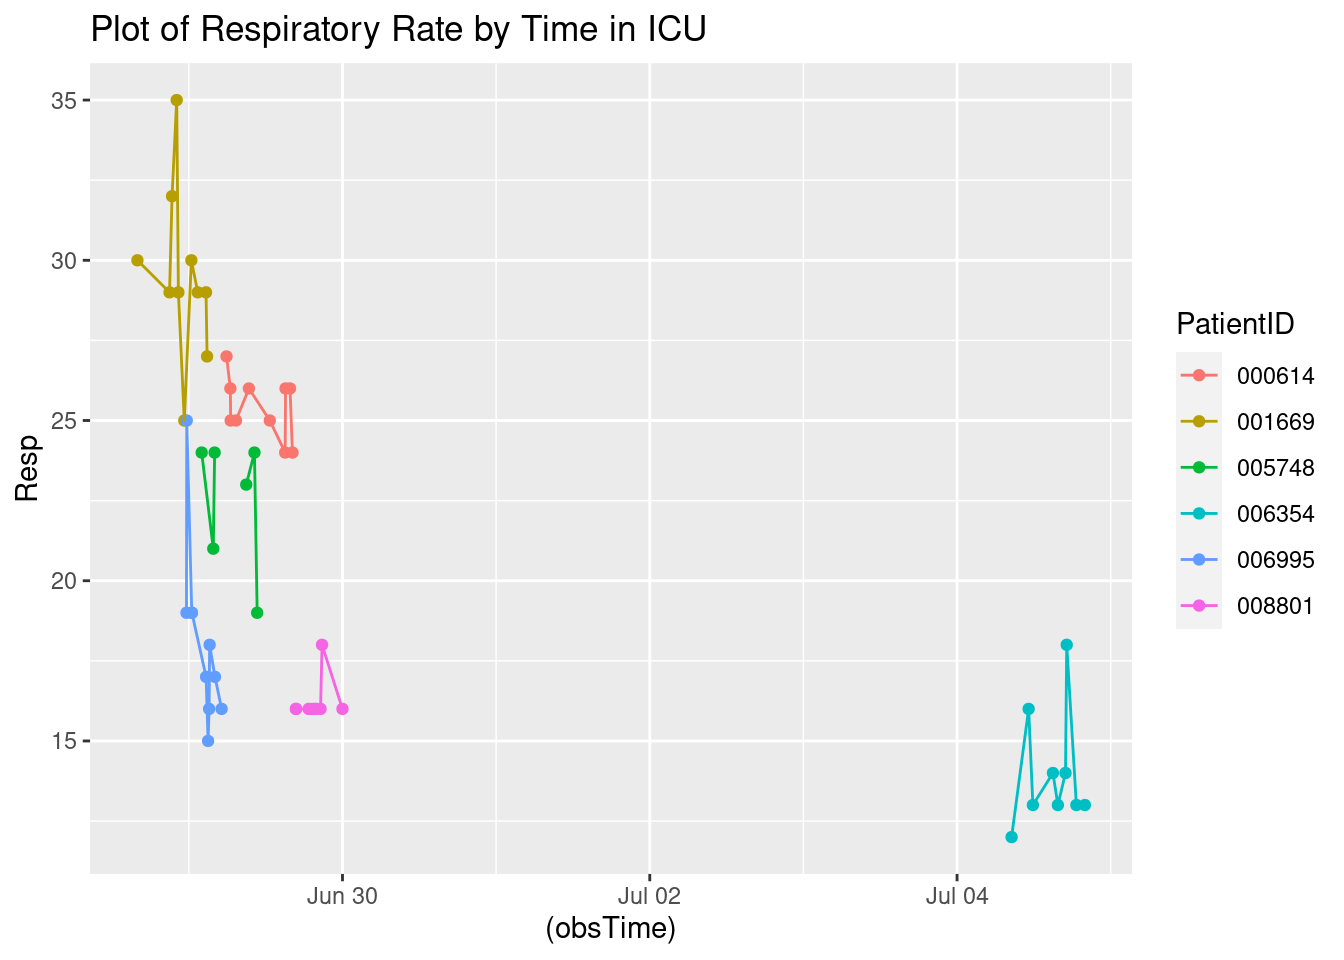 Plot of Respiratory Rate by Time in ICU
35
30
25
20
15
Resp
Jun 30
Jul 02
Jul 04
(obsTime)
PatientID
000614
001669
005748
006354
006995
008801